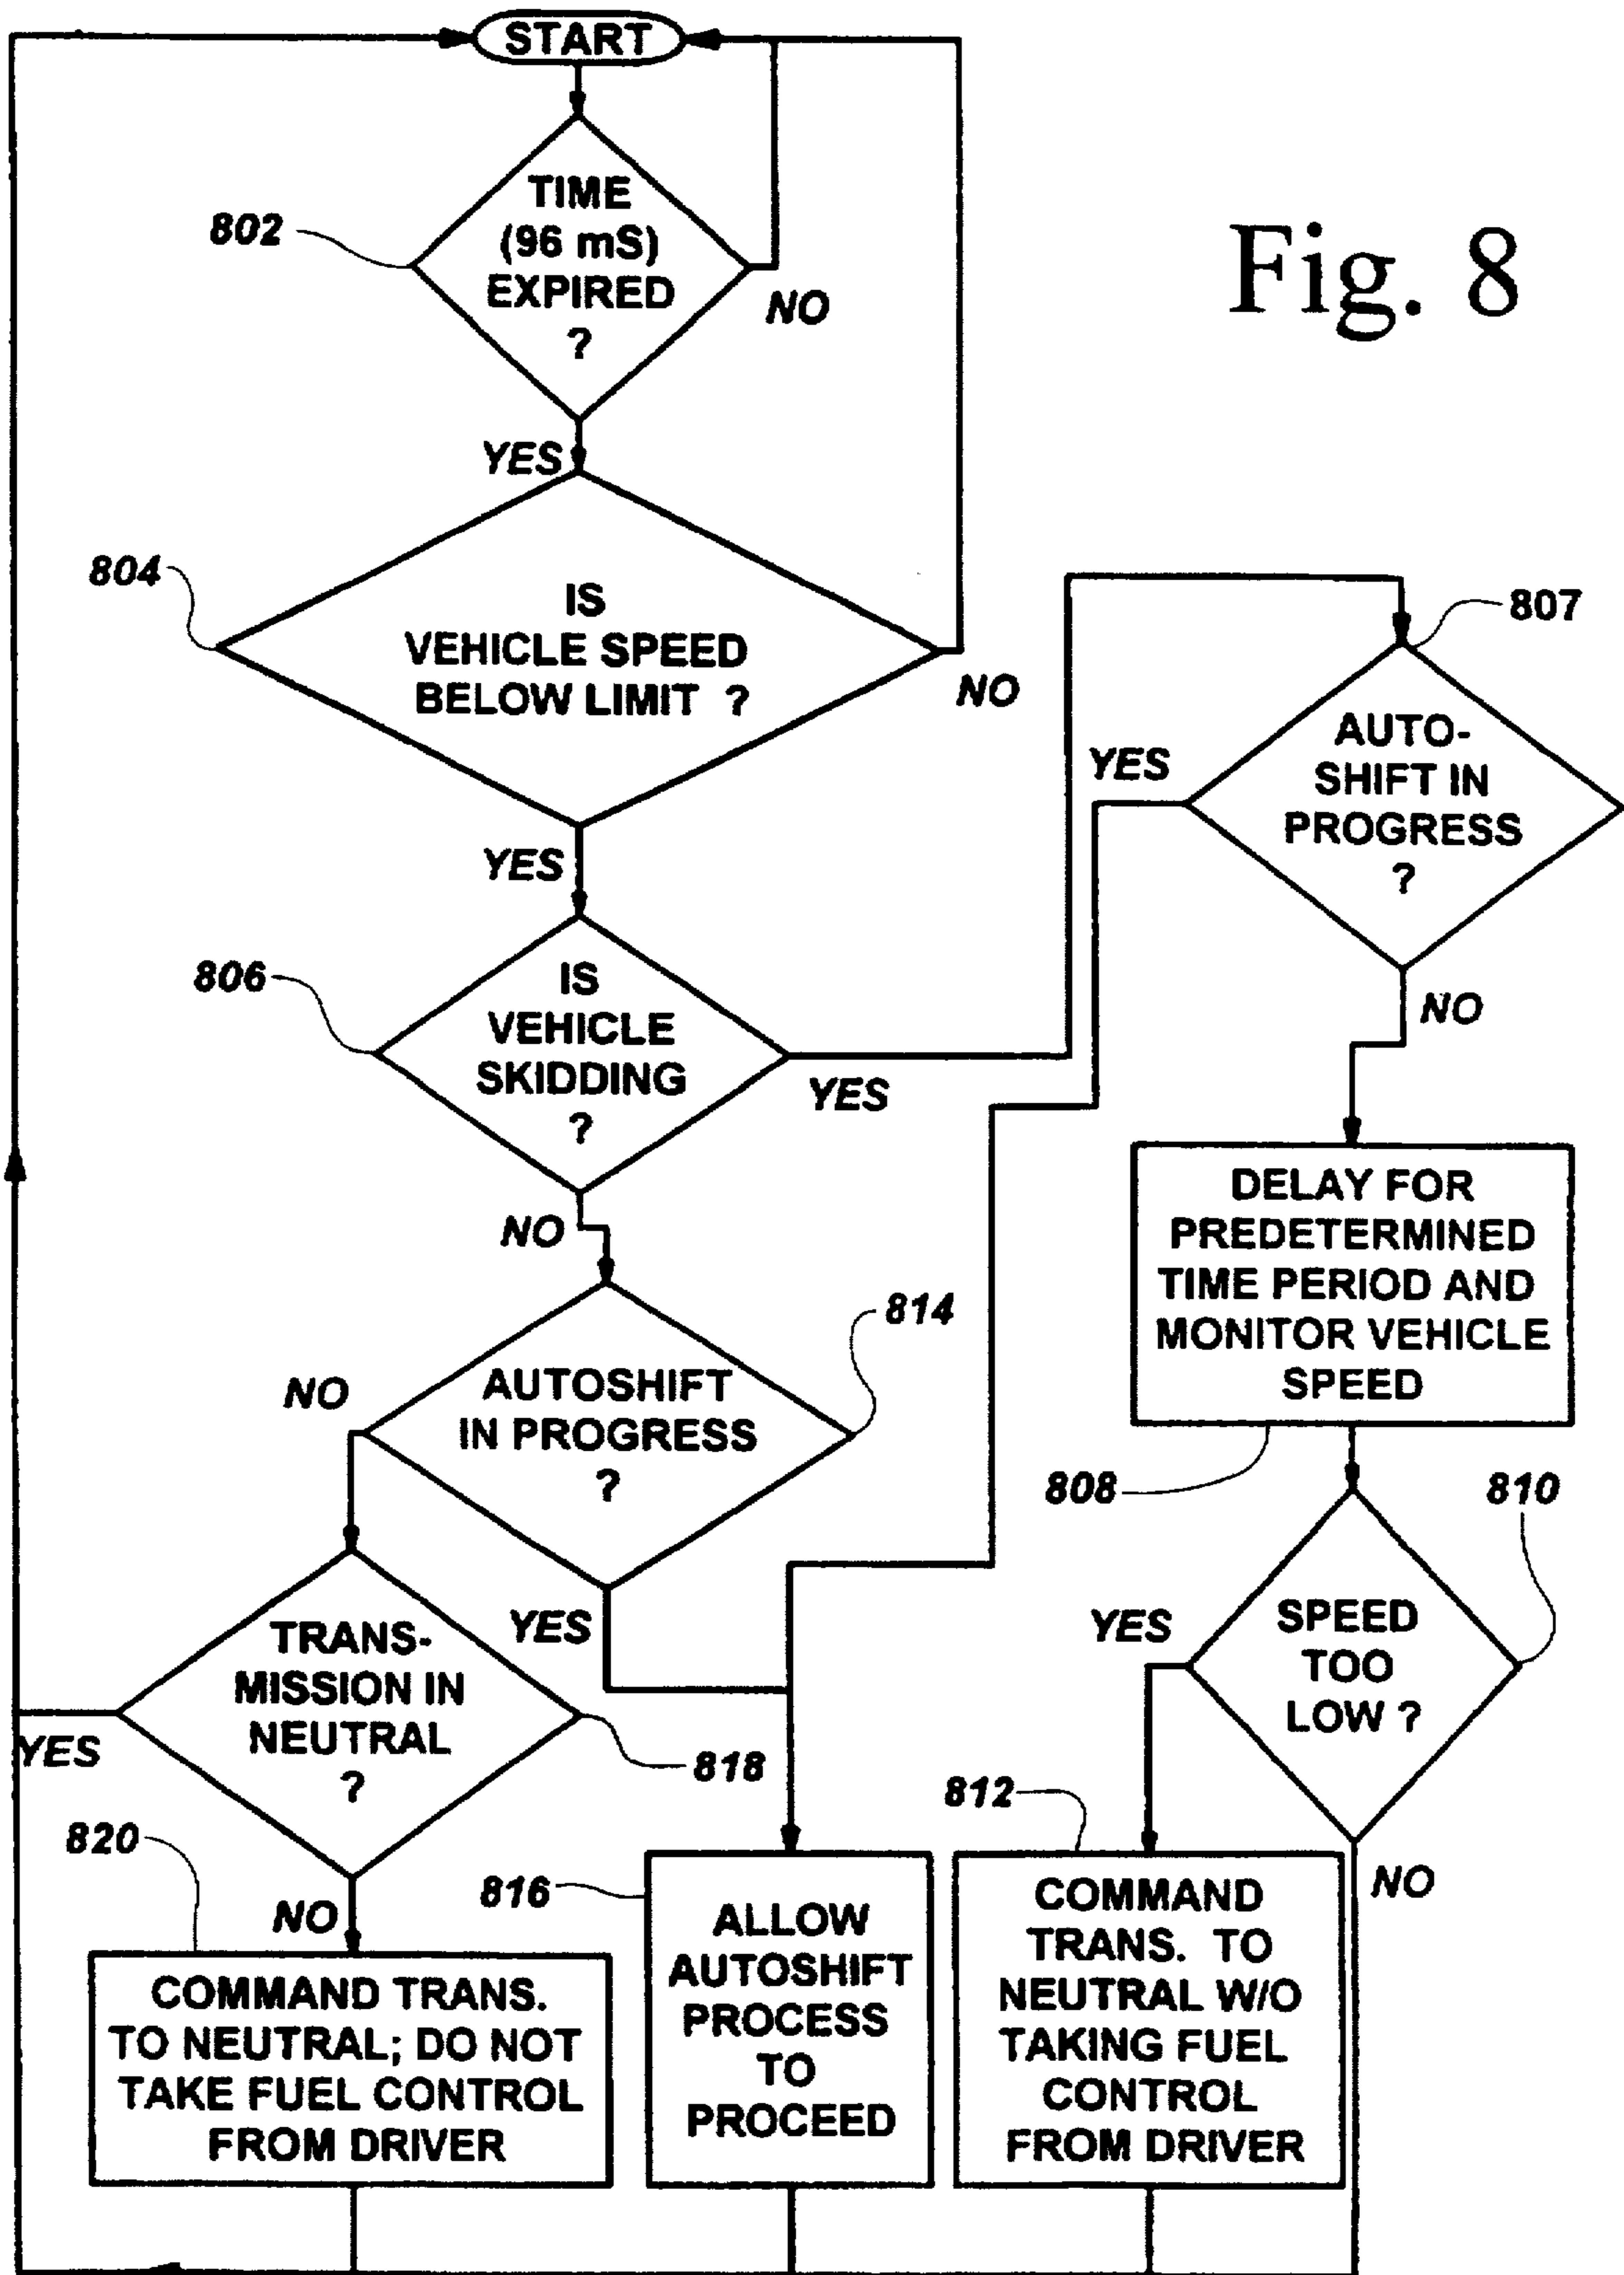 START
TIME
(96 mS)
EXPIRED
?
802
NO
Fig. 8
YES
804
IS
VEHICLE SPEED
BELOW LIMIT ?
NO
YES
807
AUTO-
SHIFT IN
PROGRESS
?
YES
NO
806
IS
VEHICLE
SKIDDING
?
YES
NO
DELAY FOR
PREDETERMINED
TIME PERIOD AND
MONITOR VEHICLE
SPEED
808
814
AUTOSHIFT
IN PROGRESS
?
NO
YES
810
SPEED
TOO
LOW ?
YES
NO
TRANS-
MISSION IN
NEUTRAL
?
YES
818
NO
820
COMMAND TRANS.
TO NEUTRAL; DO NOT
TAKE FUEL CONTROL
FROM DRIVER
816
ALLOW
AUTOSHIFT
PROCESS
TO
PROCEED
812
COMMAND
TRANS. TO
NEUTRAL W/O
TAKING FUEL
CONTROL
FROM DRIVER